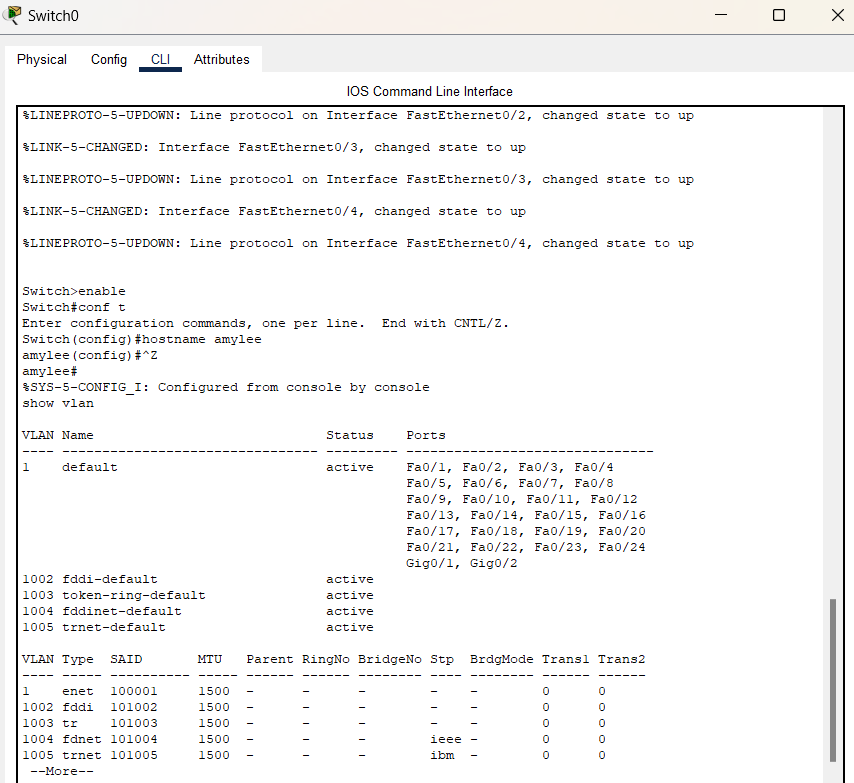 Switch0
Physical Config CLI Attributes
IOS Command Line Interface
%LINEPROTO-5-UPDOWN: Line protocol on Interface FastEthernet0/2, changed state to up
%LINK-5-CHANGED: Interface FastEthernet0/3, changed state to up
%LINEPROTO-5-UPDOWN: Line protocol on Interface FastEthernet0/3, changed state to up
%LINK-5-CHANGED: Interface FastEthernet0/4, changed state to up
%LINEPROTO-5-UPDOWN: Line protocol on Interface FastEthernet0/4, changed state to up
Switch>enable
Switch#conf t
Enter configuration commands, one per line.  End with CNTL/Z.
Switch(config)#hostname amylee
amylee(config)#^Z
amylee#
%SYS-5-CONFIG_I: Configured from console by console
show vlan
VLAN Name                             Status    Ports
---- -------------------------------- --------- -------------------------------
1    default                          active    Fa0/1, Fa0/2, Fa0/3, Fa0/4
                                                Fa0/5, Fa0/6, Fa0/7, Fa0/8
                                                Fa0/9, Fa0/10, Fa0/11, Fa0/12
                                                Fa0/13, Fa0/14, Fa0/15, Fa0/16
                                                Fa0/17, Fa0/18, Fa0/19, Fa0/20
                                                Fa0/21, Fa0/22, Fa0/23, Fa0/24
                                                Gig0/1, Gig0/2
1002 fddi-default                     active
1003 token-ring-default               active
1004 fddinet-default                  active
1005 trnet-default                    active
VLAN Type  SAID       MTU   Parent RingNo BridgeNo Stp  BrdgMode Trans1 Trans2
---- ----- ---------- ----- ------ ------ -------- ---- -------- ------ ------
1    enet  100001     1500  -      -      -        -    -        0      0
1002 fddi  101002     1500  -      -      -        -    -        0      0
1003 tr    101003     1500  -      -      -        -    -        0      0
1004 fdnet 101004     1500  -      -      -        ieee -        0      0
1005 trnet 101005     1500  -      -      -        ibm  -        0      0
 --More--